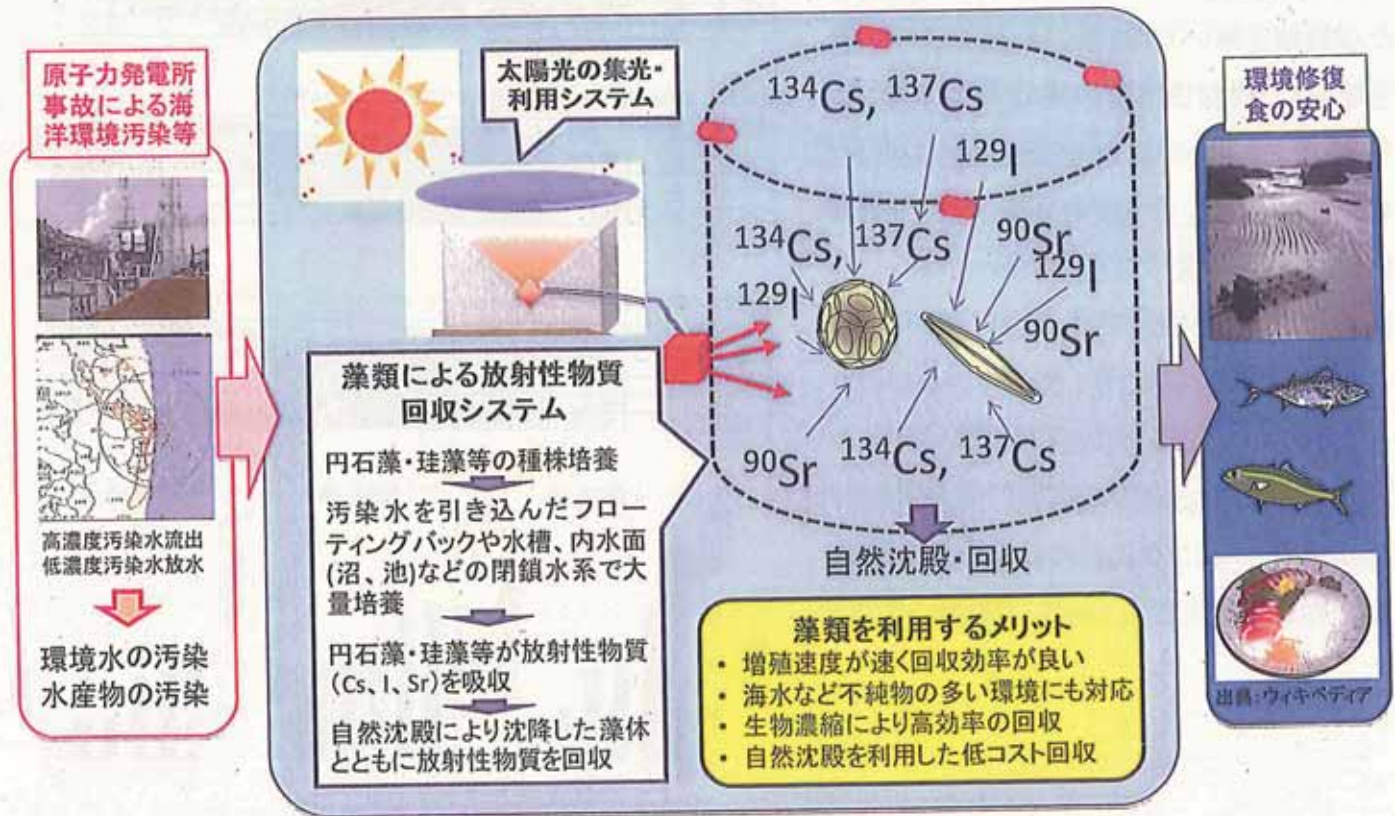 原子力発電所
事故による海
洋環境汚染等
高濃度汚染水流出
低濃度汚染水放水
環境水の汚染
水産物の汚染
太陽光の集光・
利用システム
藻類による放射性物質
回収システム
円石藻・珪藻等の種株培養
汚染水を引き込んだフロー
ティングバックや水槽、内水面
(沼、池)などの閉鎖水系で大
量培養
円石藻・珪藻等が放射性物質
(Cs、I、Sr)を吸収
自然沈殿により沈降した藻体
とともに放射性物質を回収
¹³⁴Cs, ¹³⁷Cs
¹²⁹I
¹³⁴Cs, ¹³⁷Cs ⁹⁰Sr
¹²⁹I ¹²⁹I
⁹⁰Sr
⁹⁰Sr ¹³⁴Cs, ¹³⁷Cs
自然沈殿・回収
藻類を利用するメリット
・ 増殖速度が速く回収効率が良い
・ 海水など不純物の多い環境にも対応
・ 生物濃縮により高効率の回収
・ 自然沈殿を利用した低コスト回収
環境修復
食の安心
出典:ウィキペディア